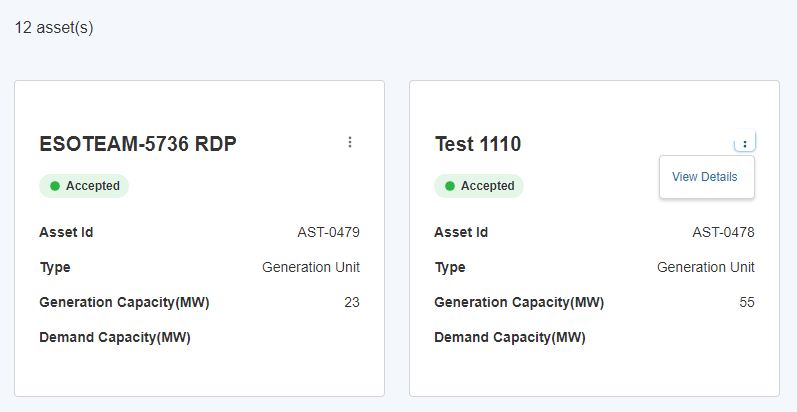 12 asset(s)
ESOTEAM-5736 RDP
Accepted
Asset Id AST-0479
Type Generation Unit
Generation Capacity(MW) 23
Demand Capacity(MW)
Test 1110
View Details
Accepted
Asset Id AST-0478
Type Generation Unit
Generation Capacity(MW) 55
Demand Capacity(MW)